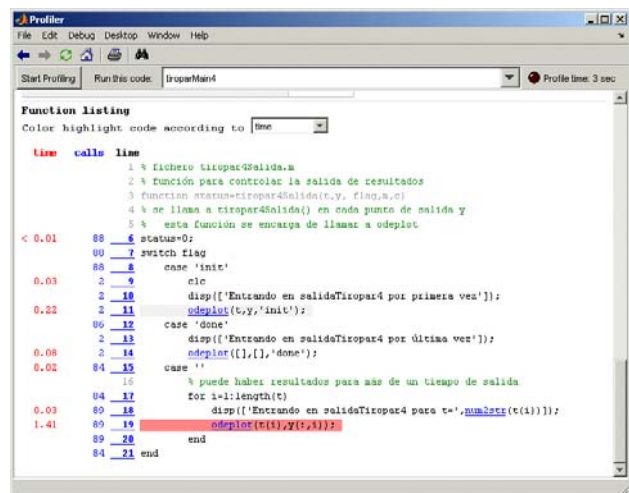 Profiler
File Edit Debug Desktop Window Help
Start Profiling Run this code: tiroparMain4 Profile time: 3 sec
Function listing
Color highlight code according to time
time calls line
1 % fichero tiropar4Salida.m
2 % función para controlar la salida de resultados
3 function status=tiropar4Salida(t,y, flag,m,c)
4 % se llama a tiropar4Salida() en cada punto de salida y
5 % esta función se encarga de llamar a odeplot
< 0.01 88 6 status=0;
88 7 switch flag
88 8 case 'init'
0.03 2 9 clc
2 10 disp(['Entrando en salidaTiropar4 por primera vez']);
0.22 2 11 odeplot(t,y,'init');
86 12 case 'done'
2 13 disp(['Entrando en salidaTiropar4 por última vez']);
0.08 2 14 odeplot([],[],'done');
0.02 84 15 case ''
16 % puede haber resultados para más de un tiempo de salida
84 17 for i=1:length(t)
0.03 89 18 disp(['Entrando en salidaTiropar4 para t=',num2str(t(i))]);
1.41 89 19 odeplot(t(i),y(:,i));
89 20 end
84 21 end